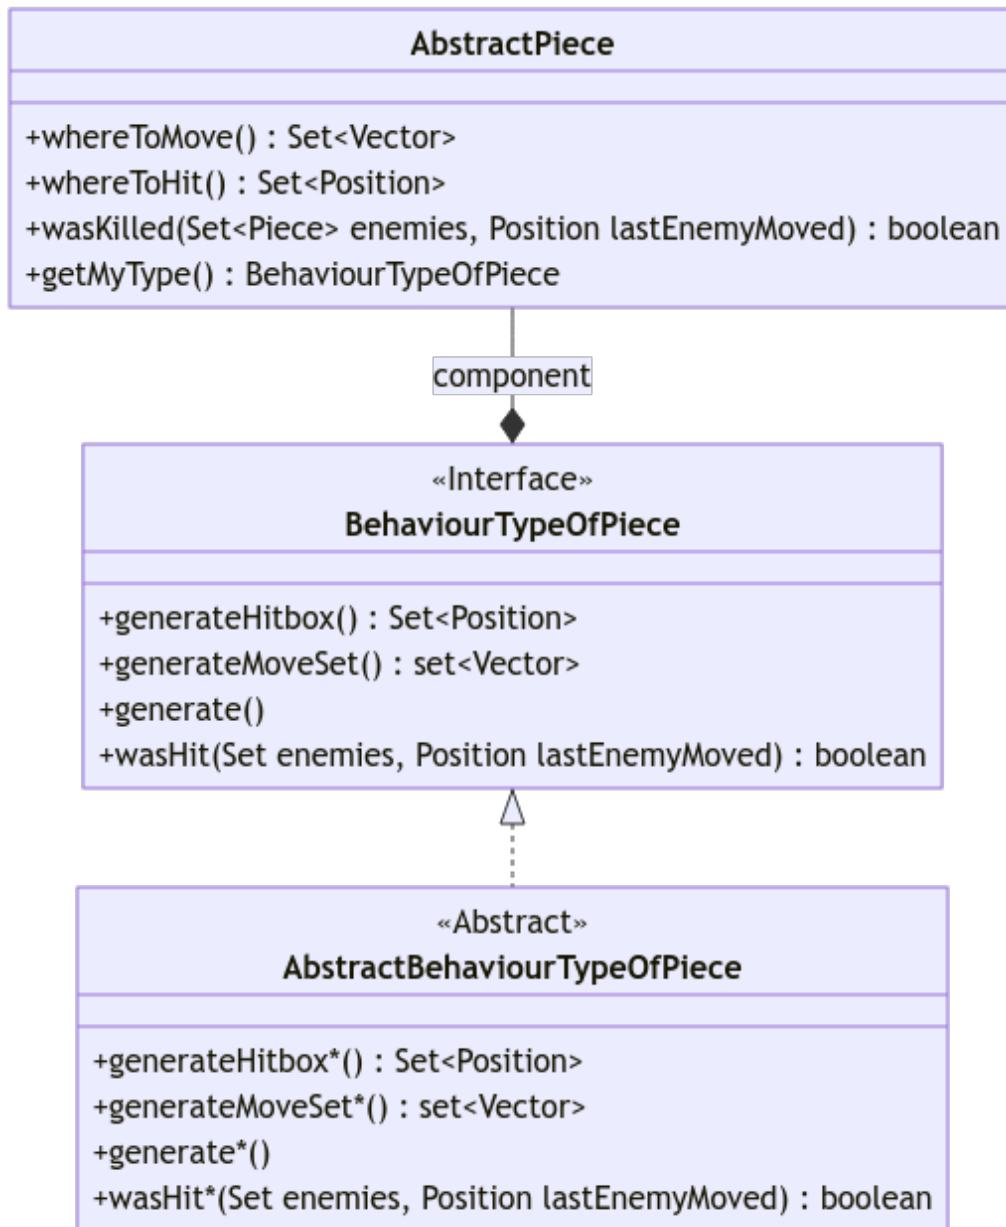 AbstractPiece
+whereToMove() : Set<Vector>
+whereToHit() : Set<Position>
+wasKilled(Set<Piece> enemies, Position lastEnemyMoved) : boolean
+getMyType() : BehaviourTypeOfPiece
component
«Interface»
BehaviourTypeOfPiece
+generateHitbox() : Set<Position>
+generateMoveSet() : set<Vector>
+generate()
+wasHit(Set enemies, Position lastEnemyMoved) : boolean
«Abstract»
AbstractBehaviourTypeOfPiece
+generateHitbox*() : Set<Position>
+generateMoveSet*() : set<Vector>
+generate*()
+wasHit*(Set enemies, Position lastEnemyMoved) : boolean